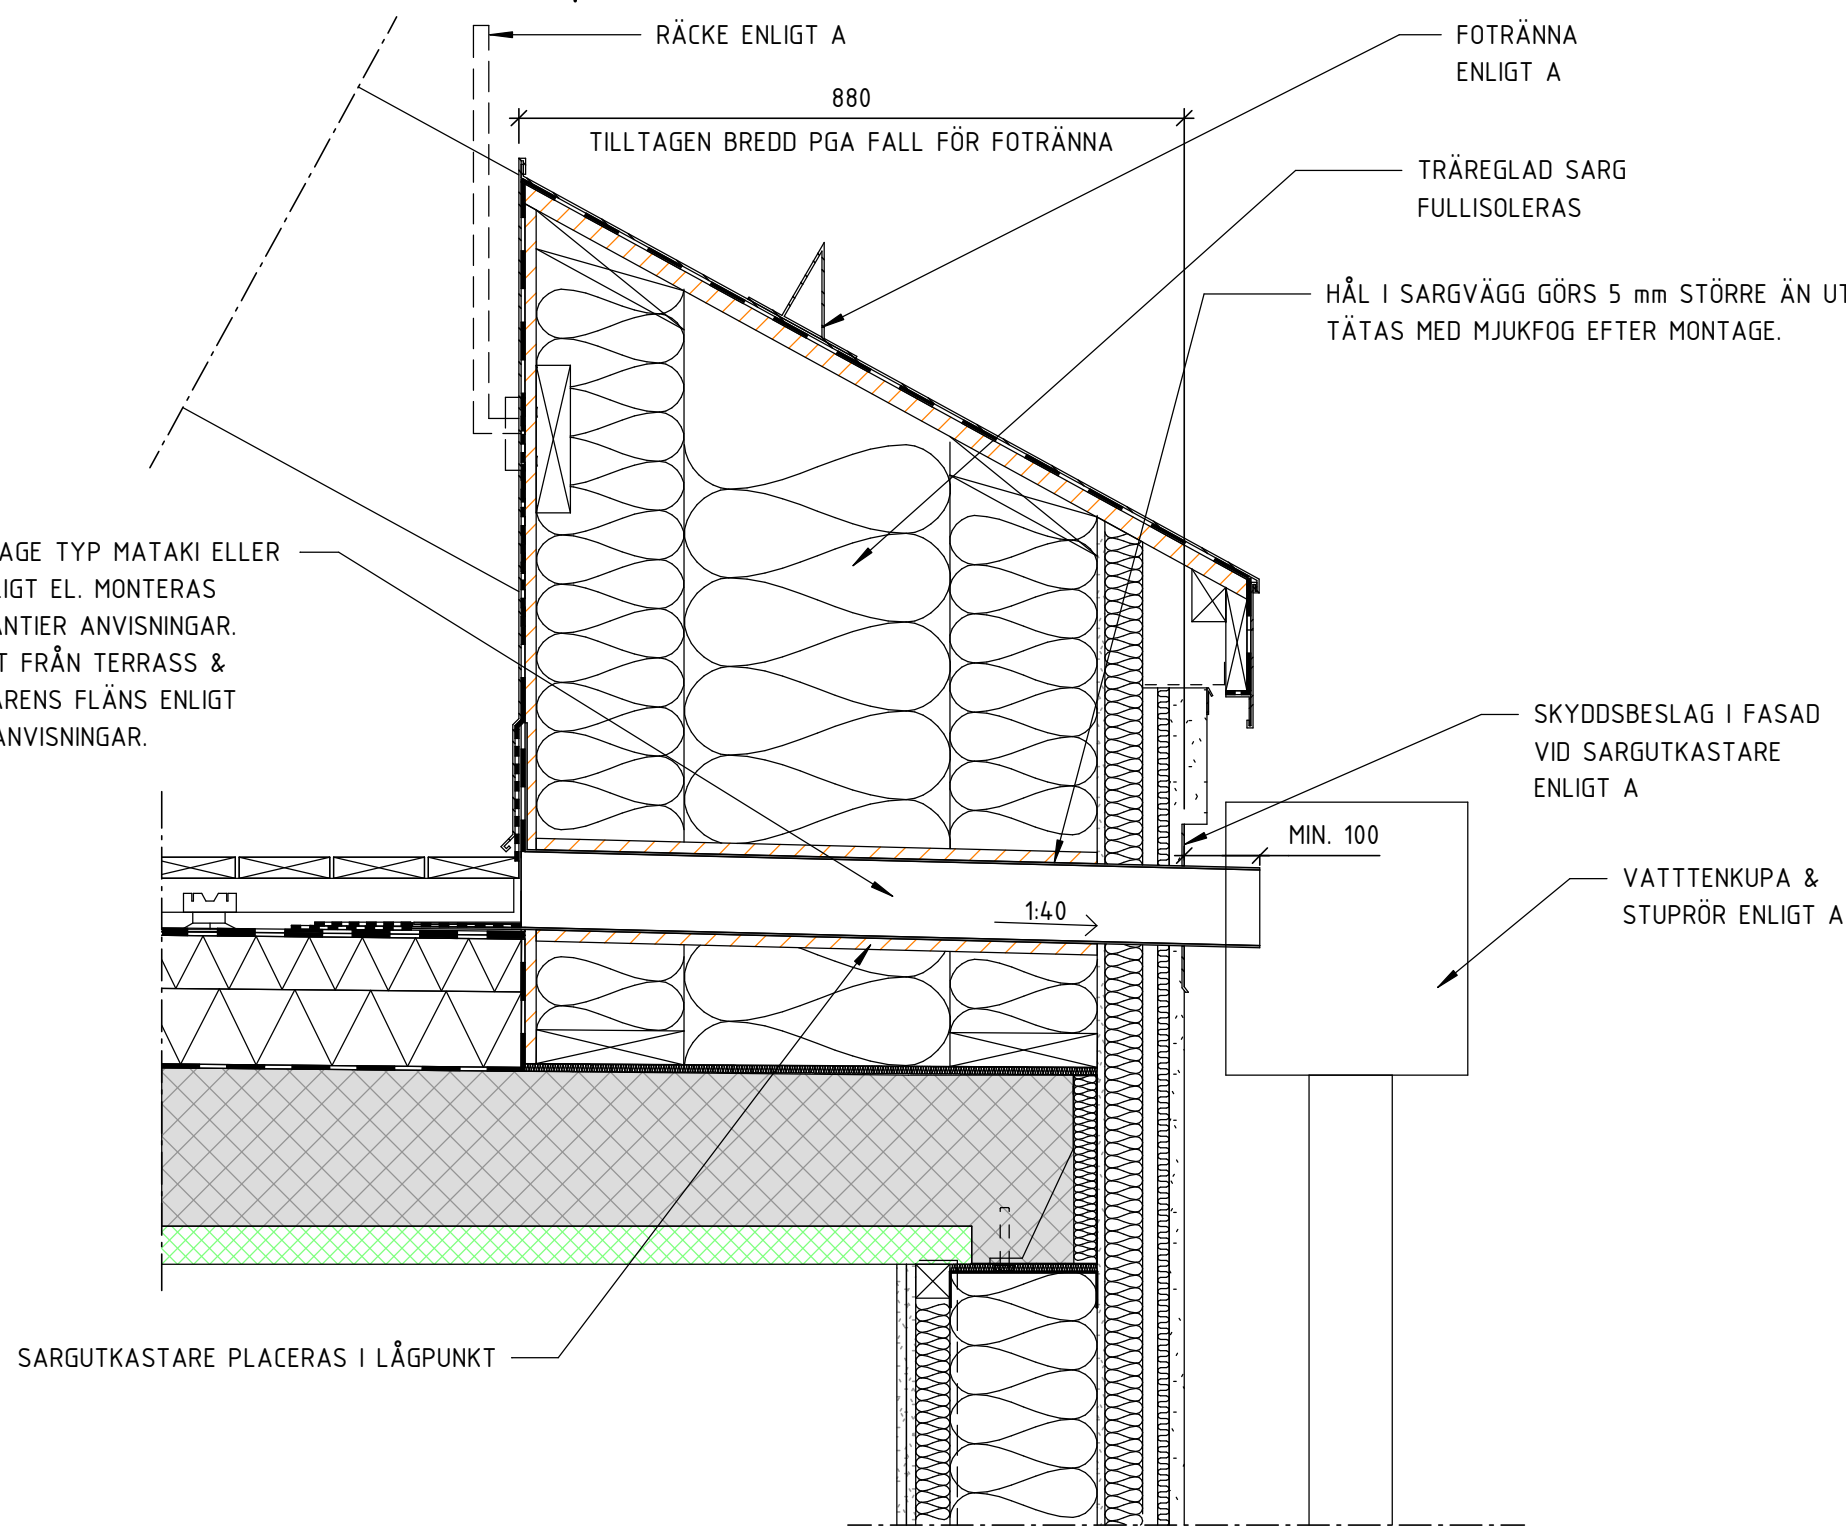 RÄCKE ENLIGT A
FOTRÄNNA
ENLIGT A
880
TILLTAGEN BREDD PGA FALL FÖR FOTRÄNNA
TRÄREGLAD SARG
FULLISOLERAS
HÅL I SARGVÄGG GÖRS 5 mm STÖRRE ÄN UT
TÄTAS MED MJUKFOG EFTER MONTAGE.
AGE TYP MATAKI ELLER
IGT EL. MONTERAS
ANTIER ANVISNINGAR.
T FRÅN TERRASS &
ARENS FLÄNS ENLIGT
ANVISNINGAR.
SKYDDSBESLAG I FASAD
VID SARGUTKASTARE
ENLIGT A
MIN. 100
VATTTENKUPA &
STUPRÖR ENLIGT A
1:40
SARGUTKASTARE PLACERAS I LÅGPUNKT